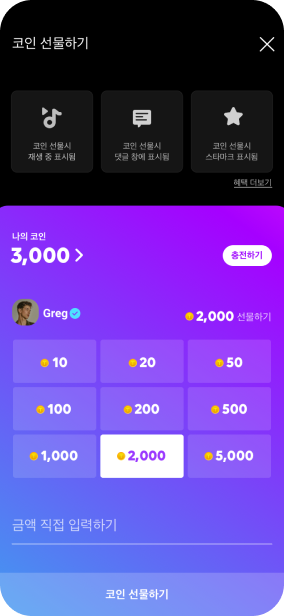 코인 선물하기
코인 선물시
재생 중 표시됨
코인 선물시
댓글 창에 표시됨
코인 선물시
스타마크 표시됨
혜택 더보기
나의 코인
3,000
충전하기
Greg
2,000 선물하기
10
20
50
100
200
500
1,000
2,000
5,000
금액 직접 입력하기
코인 선물하기